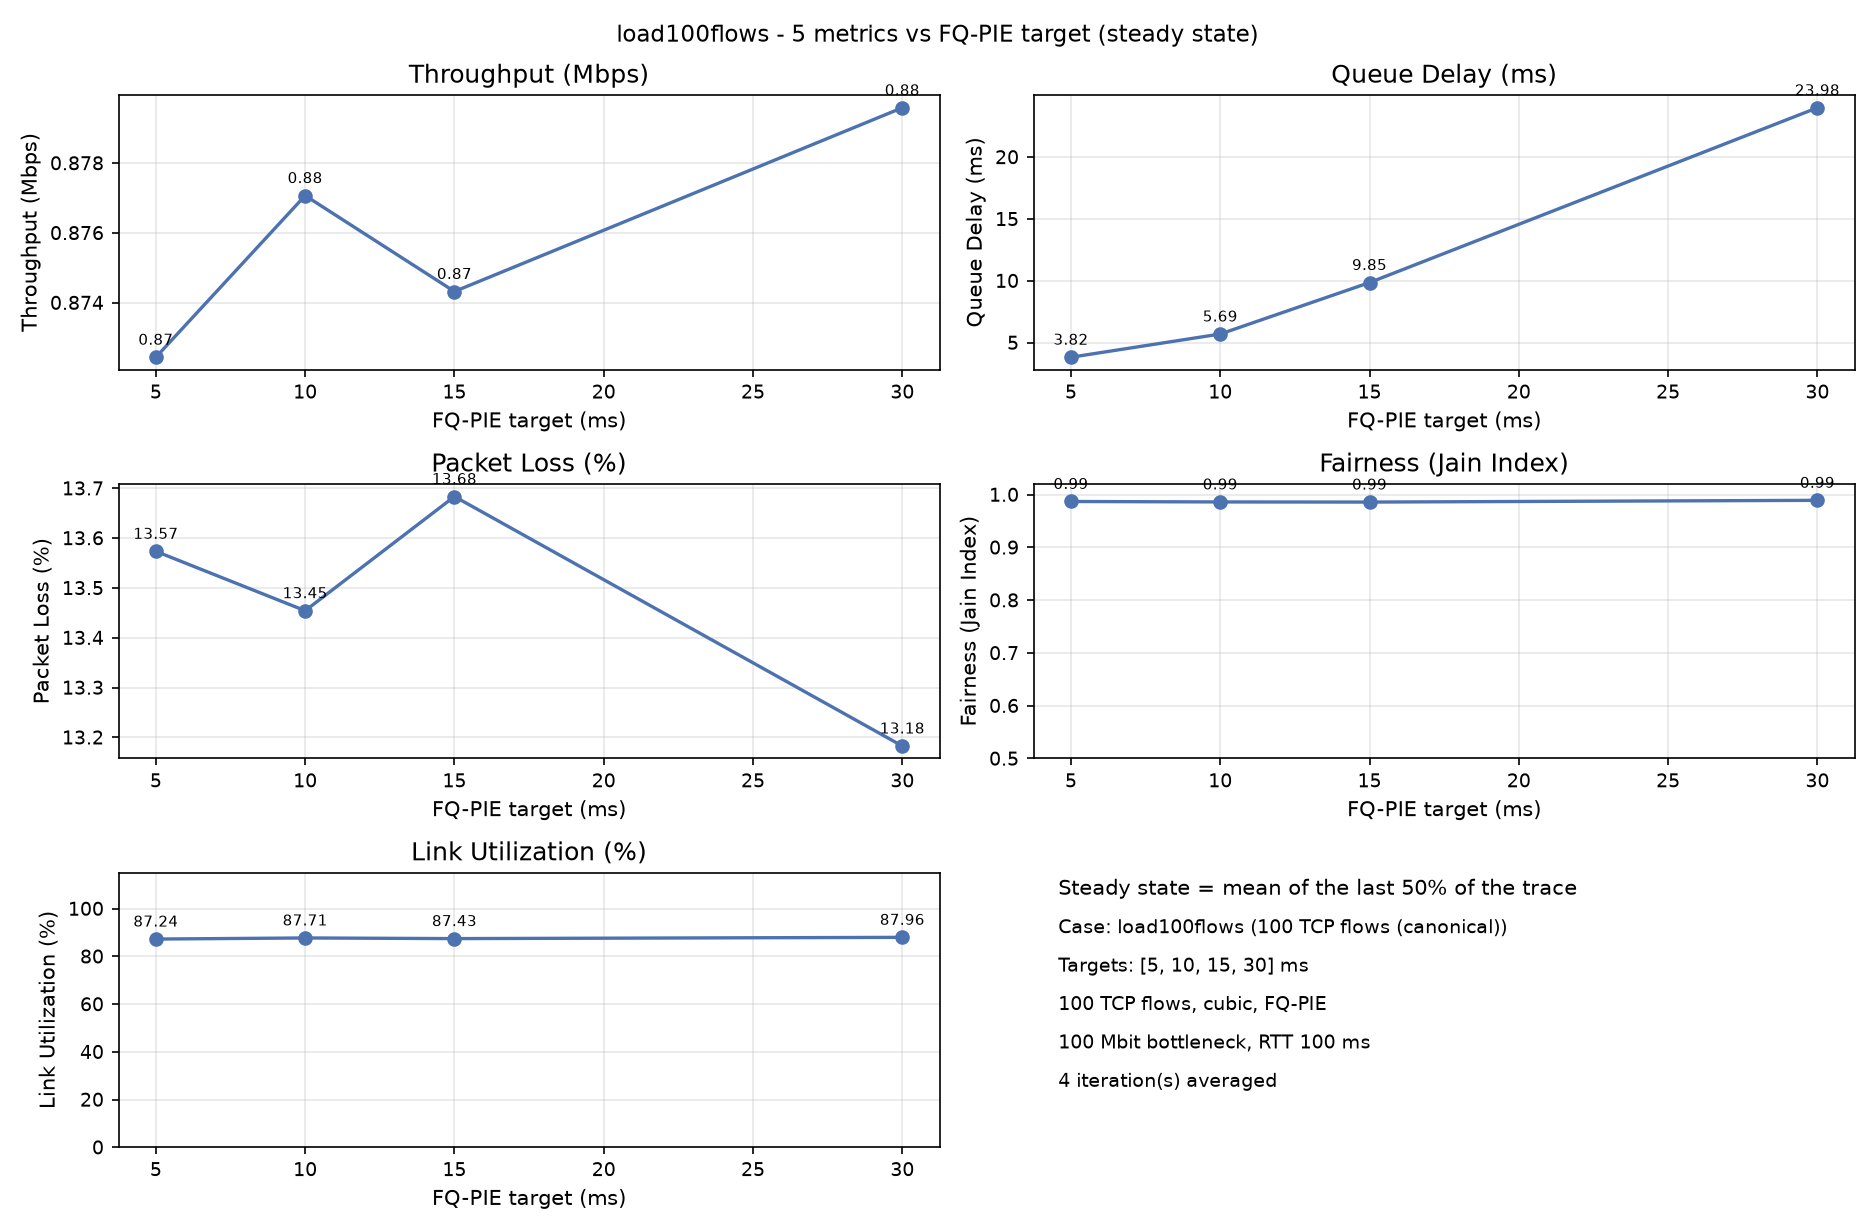 load100flows - 5 metrics vs FQ-PIE target (steady state)
Throughput (Mbps)
Throughput (Mbps)
0.878
0.876
0.874
0.87
0.88
0.87
0.88
5 10 15 20 25 30
FQ-PIE target (ms)
Queue Delay (ms)
Queue Delay (ms)
20
15
10
5
3.82
5.69
9.85
23.98
5 10 15 20 25 30
FQ-PIE target (ms)
Packet Loss (%)
Packet Loss (%)
13.7
13.6
13.5
13.4
13.3
13.2
13.57
13.45
13.68
13.18
5 10 15 20 25 30
FQ-PIE target (ms)
Fairness (Jain Index)
Fairness (Jain Index)
1.0
0.9
0.8
0.7
0.6
0.5
0.99
0.99
0.99
0.99
5 10 15 20 25 30
FQ-PIE target (ms)
Link Utilization (%)
Link Utilization (%)
100
80
60
40
20
0
87.24
87.71
87.43
87.96
5 10 15 20 25 30
FQ-PIE target (ms)
Steady state = mean of the last 50% of the trace
Case: load100flows (100 TCP flows (canonical))
Targets: [5, 10, 15, 30] ms
100 TCP flows, cubic, FQ-PIE
100 Mbit bottleneck, RTT 100 ms
4 iteration(s) averaged